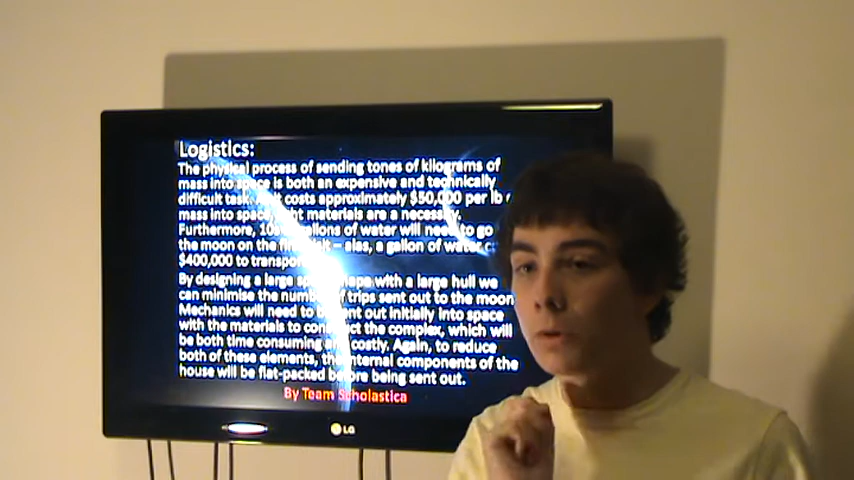 Logistics:
The physical process of sending tones of kilograms of
mass into space is both an expensive and technically
difficult task. costs approximately $50,000 per lb
mass into space, materials are a necessary.
Furthermore, gallons of water will need to go
the moon on the – alas, a gallon of water
$400,000 to
By designing a large with a large hull we
can minimise the trips sent out to the moon
Mechanics will need to out initially into space
with the materials to the complex, which will
be both time consuming costly. Again, to reduce
both of these elements, the internal components of the
house will be flat-packed before being sent out.
By Team Scholastica
LG